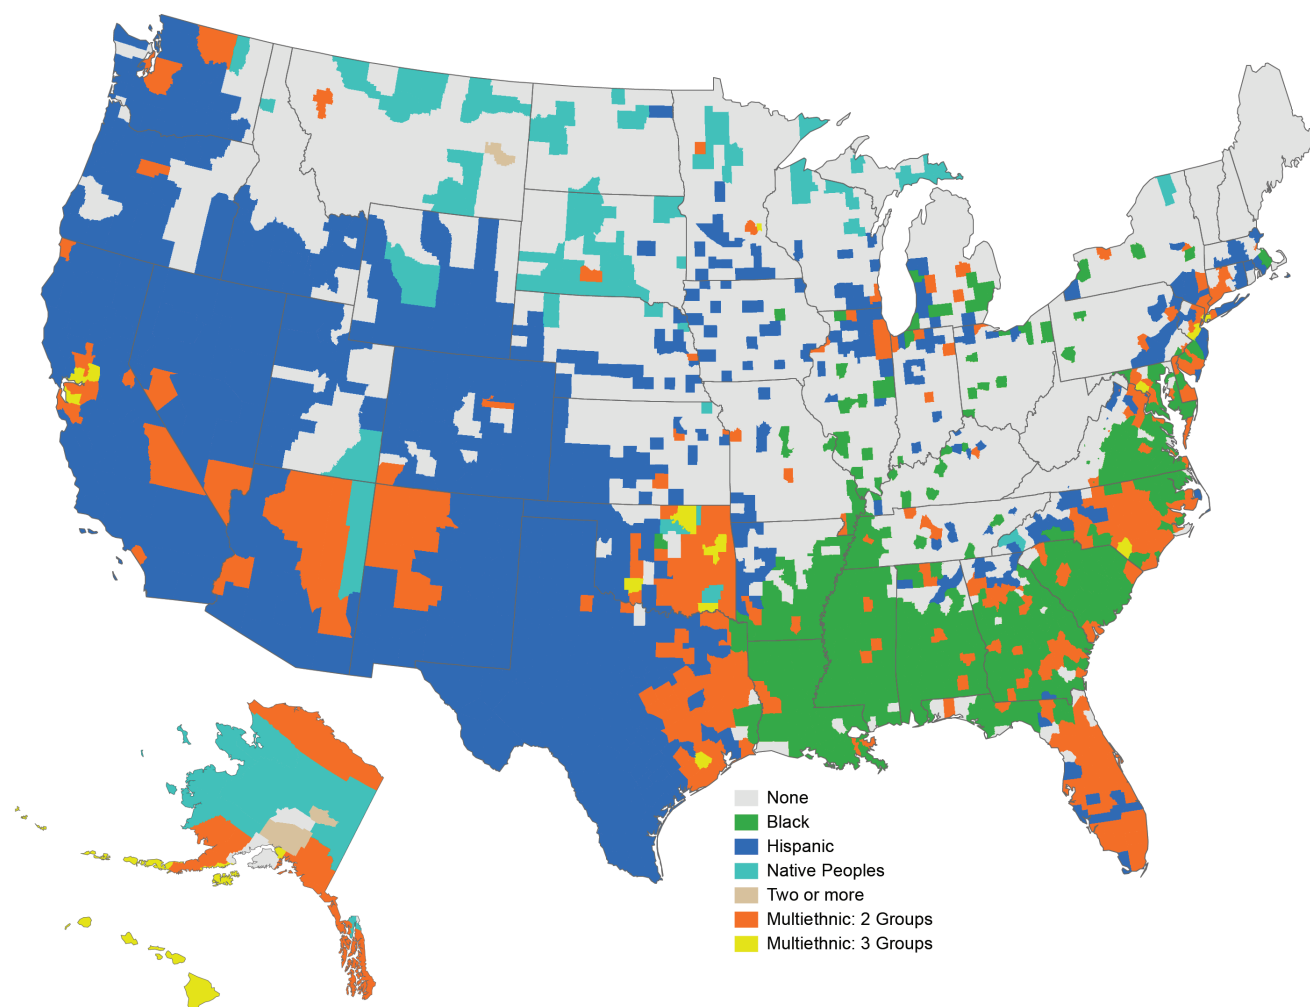 None
Black
Hispanic
Native Peoples
Two or more
Multiethnic: 2 Groups
Multiethnic: 3 Groups